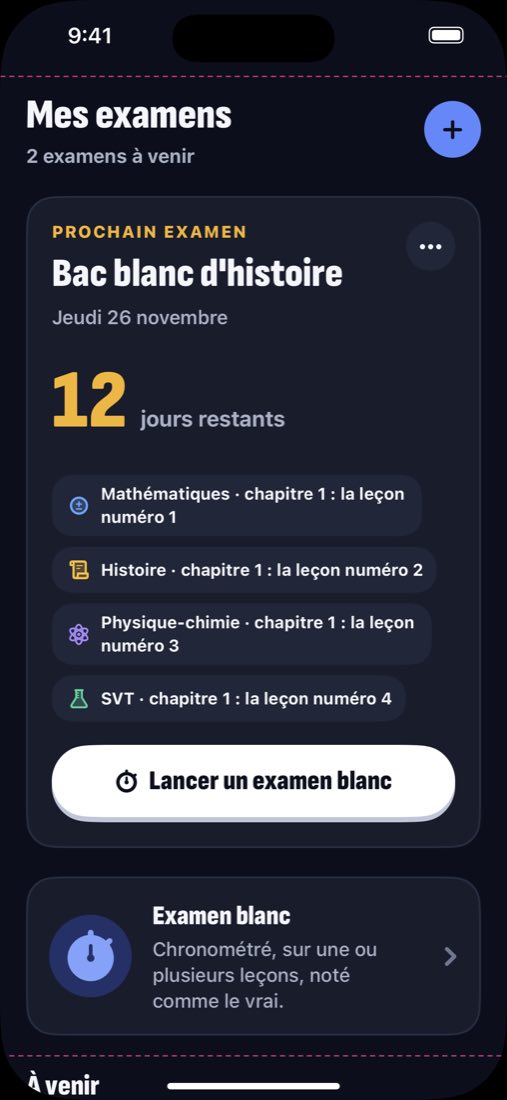 9:41
Mes examens
2 examens à venir
PROCHAIN EXAMEN
Bac blanc d'histoire
Jeudi 26 novembre
12 jours restants
Mathématiques · chapitre 1 : la leçon
numéro 1
Histoire · chapitre 1 : la leçon numéro 2
Physique-chimie · chapitre 1 : la leçon
numéro 3
SVT · chapitre 1 : la leçon numéro 4
Lancer un examen blanc
Examen blanc
Chronométré, sur une ou
plusieurs leçons, noté
comme le vrai.
À venir